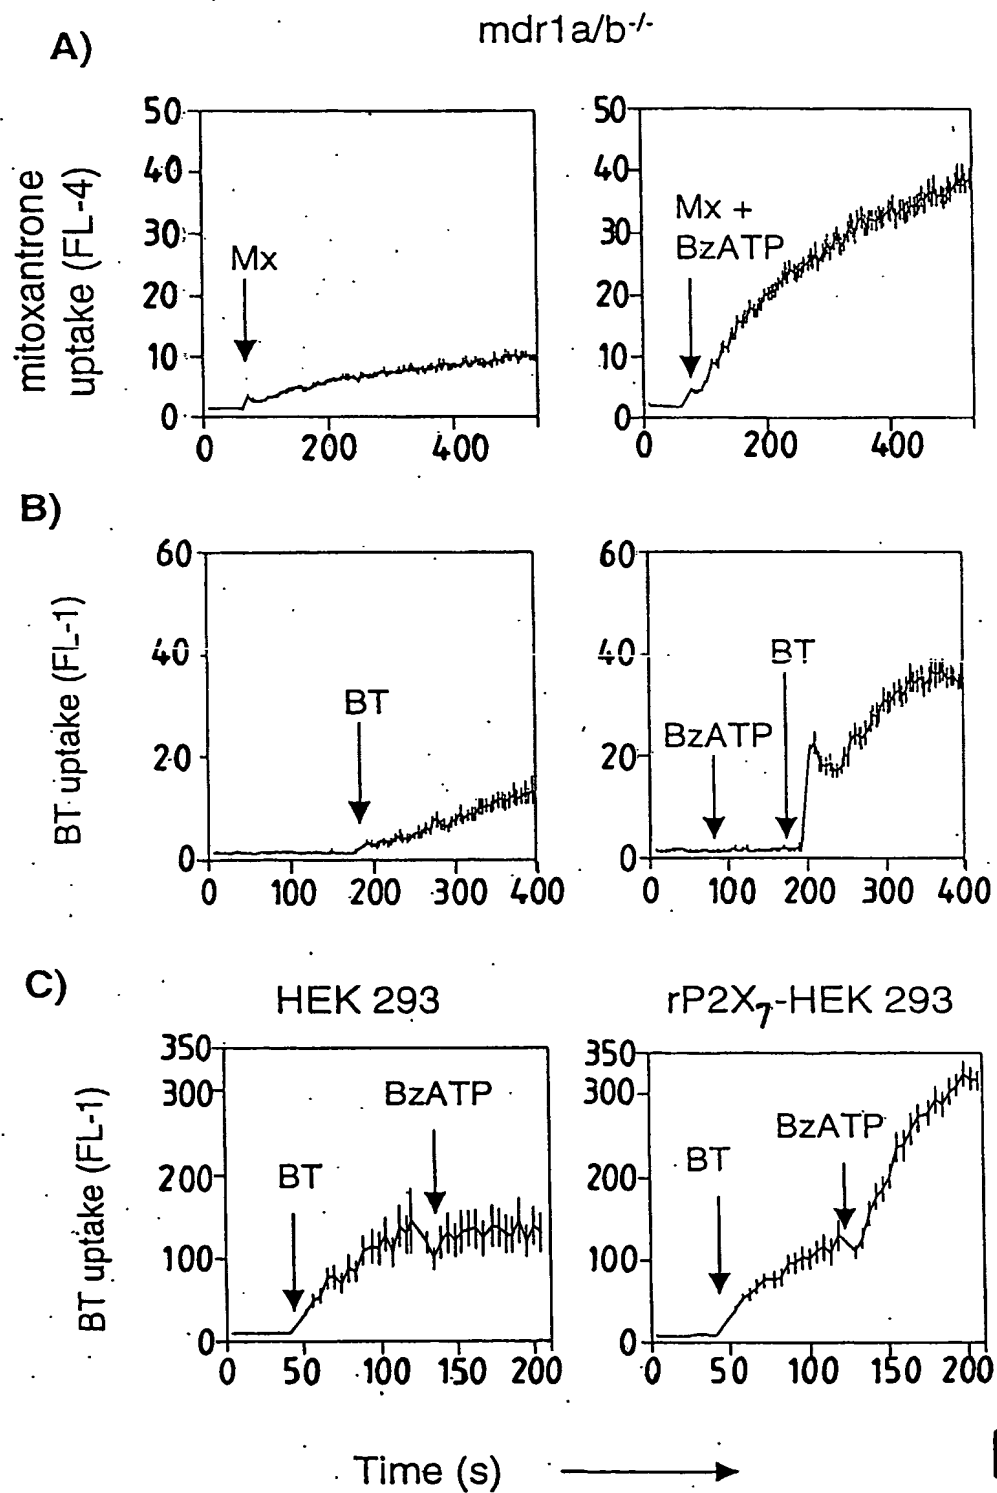 A)
mdr1a/b-/-
mitoxantrone
uptake (FL-4)
50
40
30
20
10
0
Mx
0 200 400
50
40
30
20
10
0
Mx +
BzATP
0 200 400
B)
BT uptake (FL-1)
60
40
20
0
BT
0 100 200 300 400
60
40
20
0
BT
BzATP
0 100 200 300 400
C)
HEK 293
BT uptake (FL-1)
350
300
200
100
0
BzATP
BT
0 50 100 150 200
rP2X7-HEK 293
350
300
200
100
0
BzATP
BT
0 50 100 150 200
Time (s)